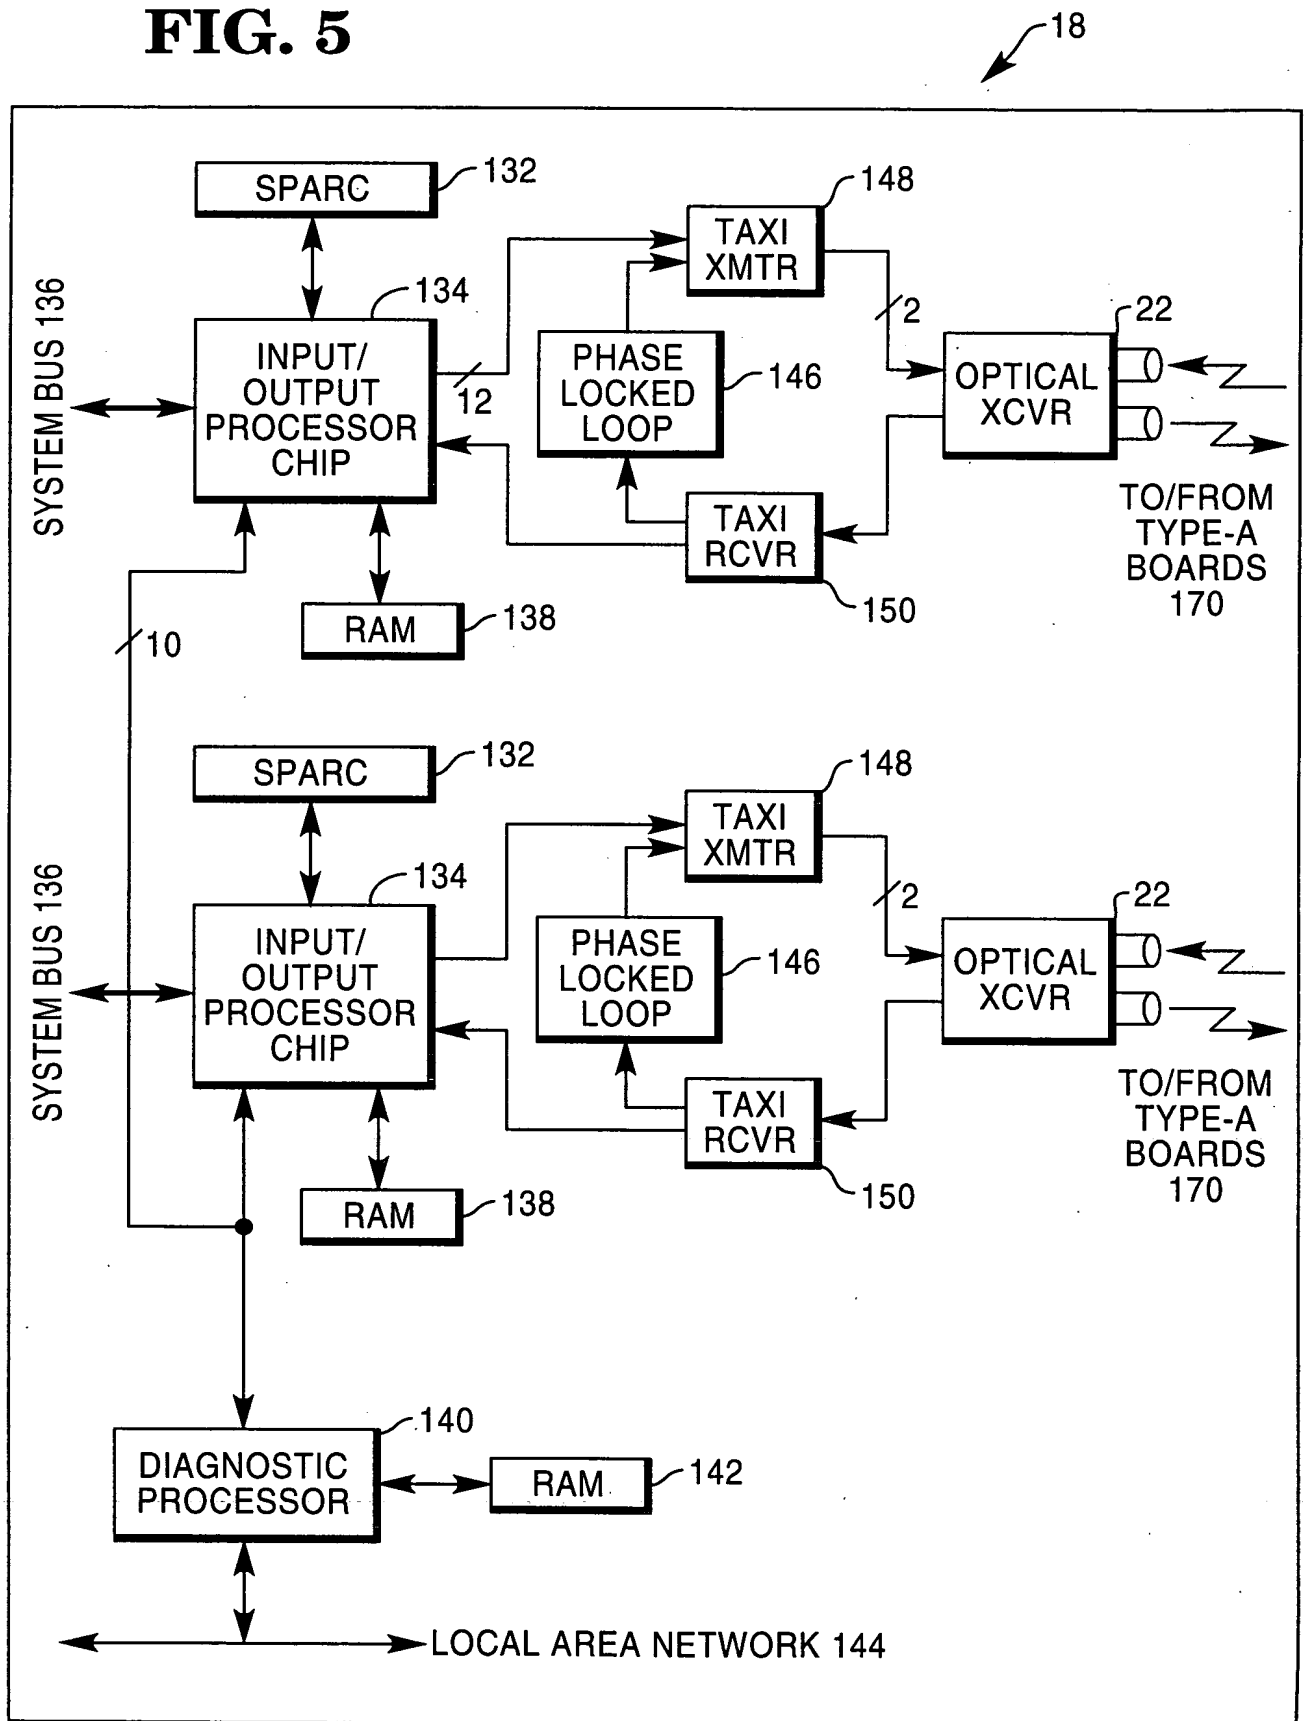 FIG. 5
18
SPARC
132
TAXI
XMTR
148
SYSTEM BUS 136
134
INPUT/
OUTPUT
PROCESSOR
CHIP
12
PHASE
LOCKED
LOOP
146
2
22
OPTICAL
XCVR
TAXI
RCVR
150
TO/FROM
TYPE-A
BOARDS
170
10
RAM
138
SPARC
132
TAXI
XMTR
148
SYSTEM BUS 136
134
INPUT/
OUTPUT
PROCESSOR
CHIP
PHASE
LOCKED
LOOP
146
2
22
OPTICAL
XCVR
TAXI
RCVR
150
TO/FROM
TYPE-A
BOARDS
170
RAM
138
140
DIAGNOSTIC
PROCESSOR
RAM
142
LOCAL AREA NETWORK 144